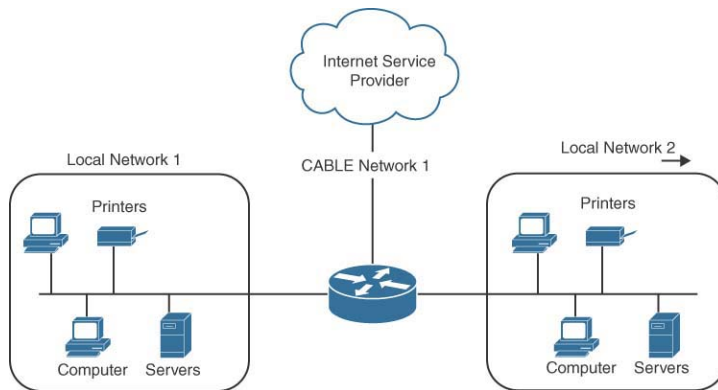 Internet Service
Provider
Local Network 1
CABLE Network 1
Local Network 2
Printers
Printers
Computer
Servers
Computer
Servers